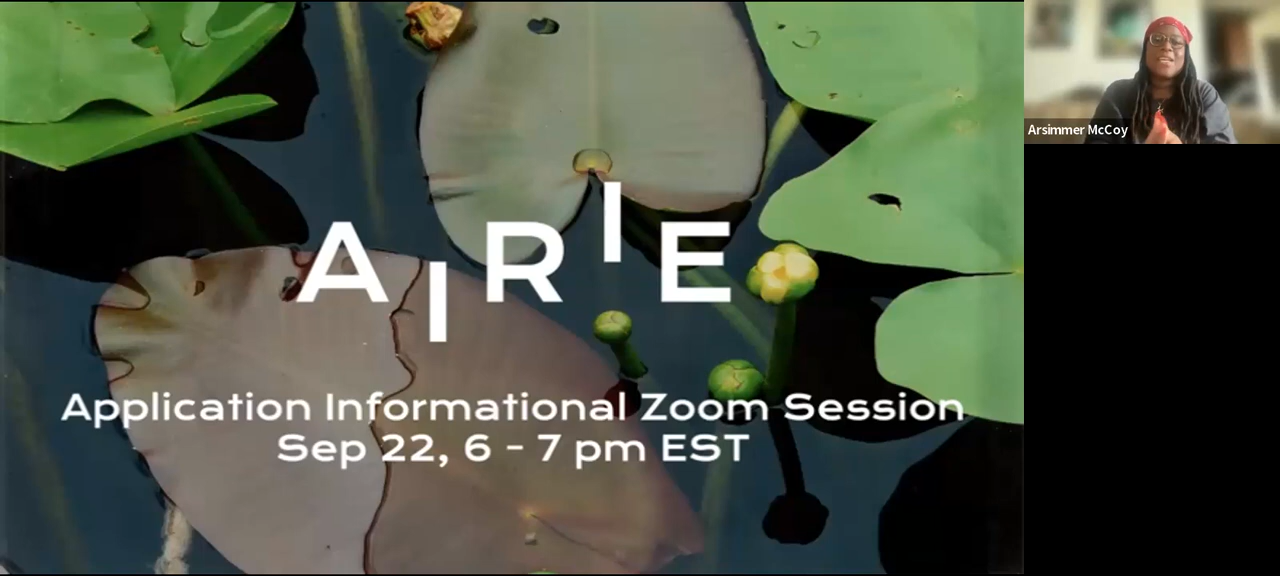 AIRIE
Application Informational Zoom Session
Sep 22, 6 - 7 pm EST
Arsimmer McCoy